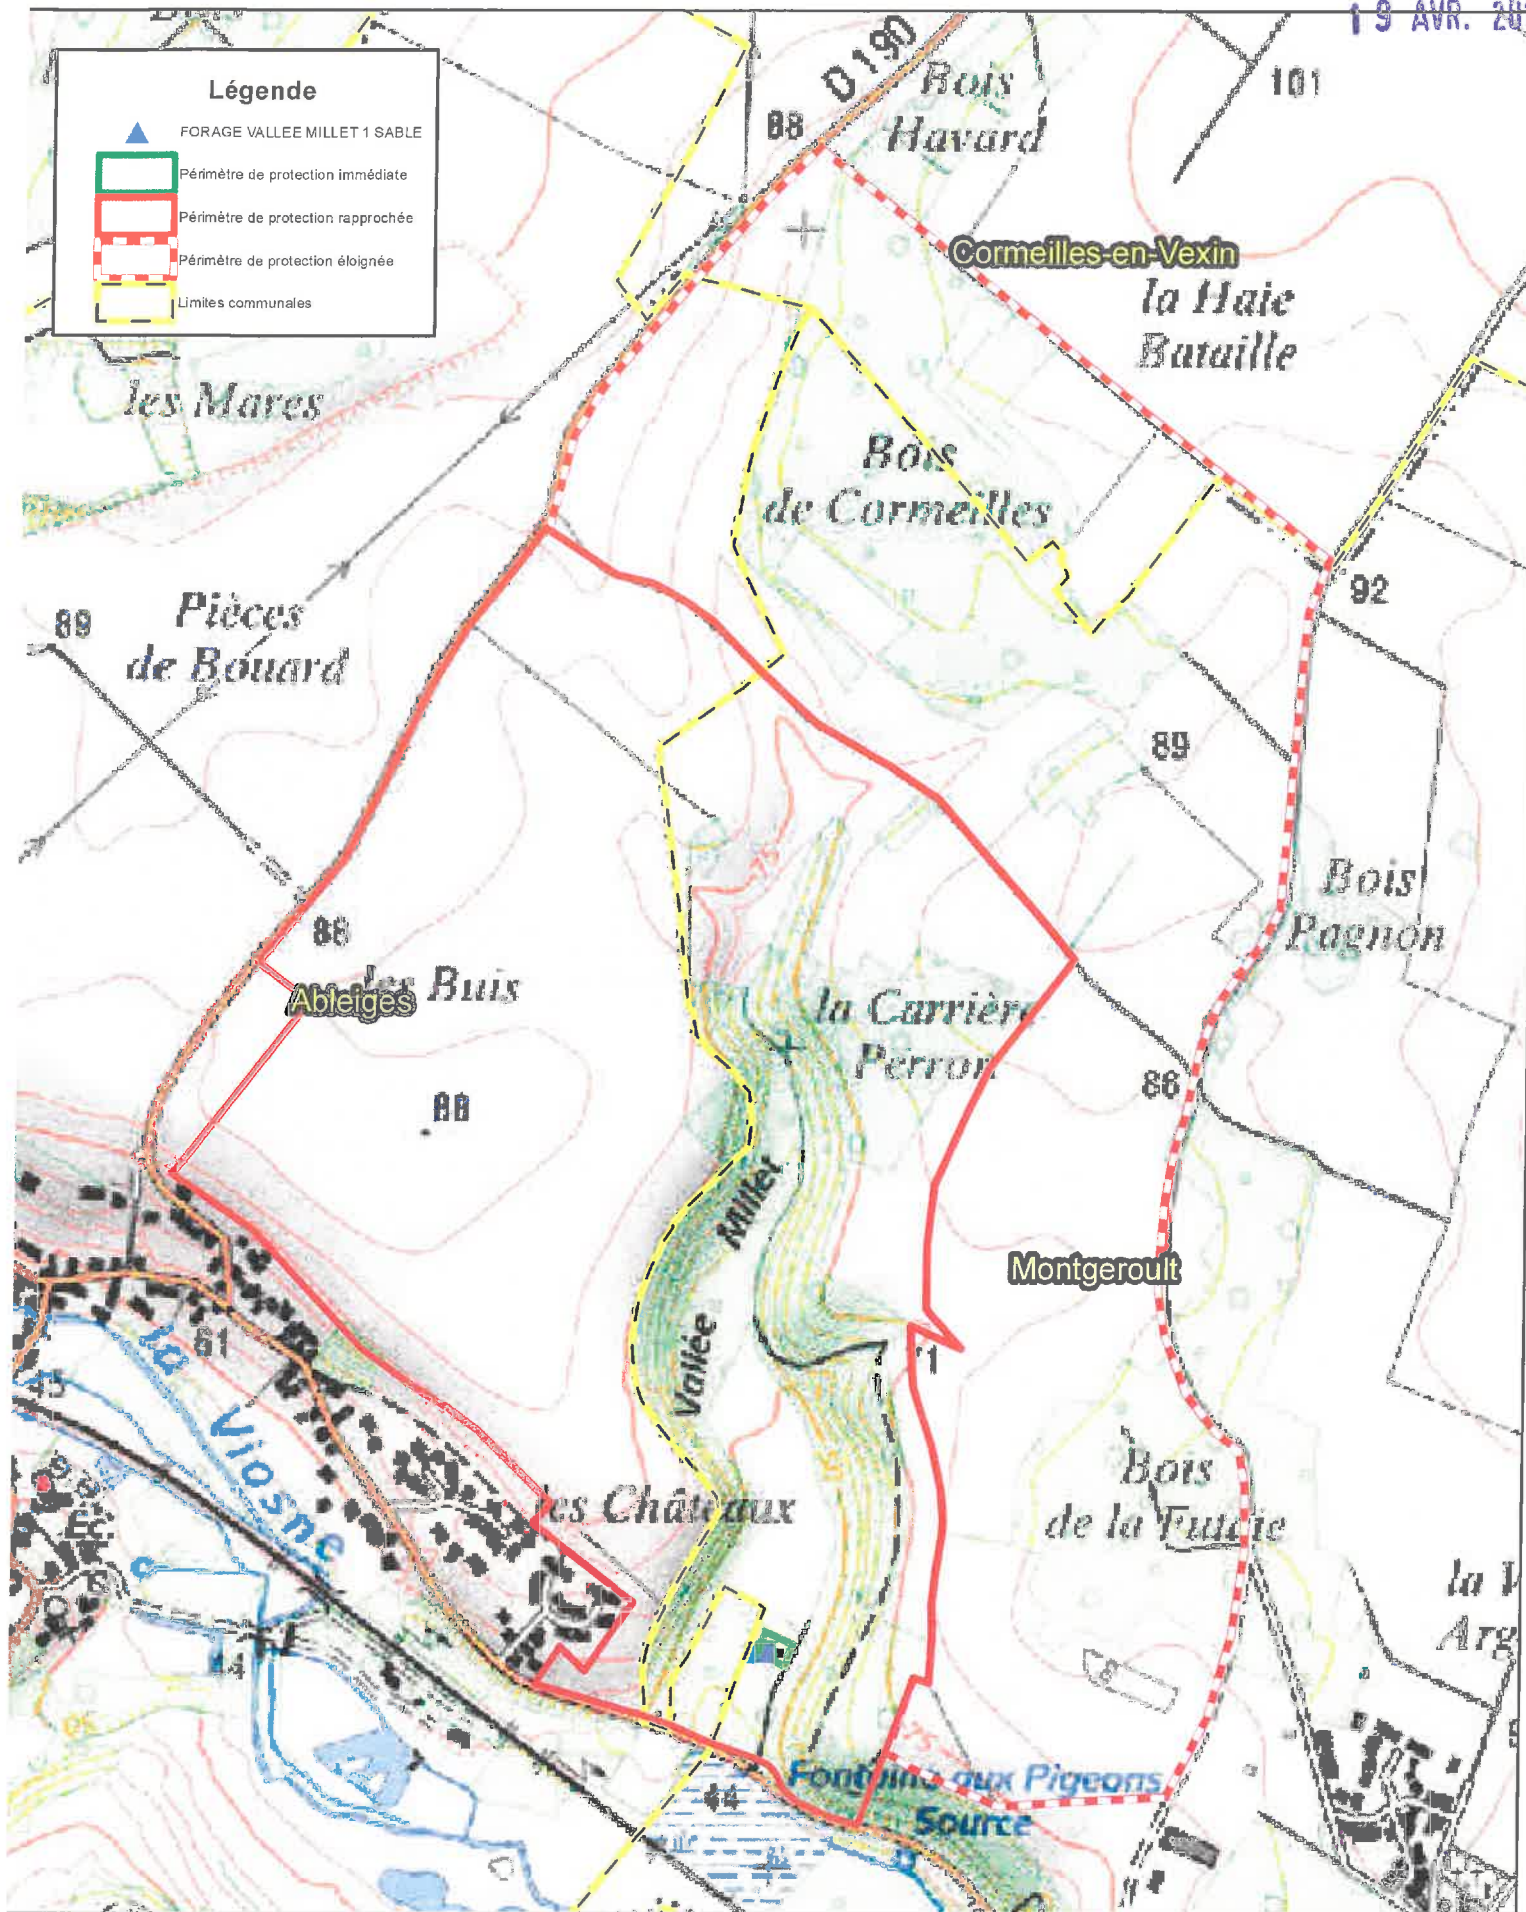 19 AVR.
Légende
FORAGE VALLEE MILLET 1 SABLE
Périmètre de protection immédiate
Périmètre de protection rapprochée
Périmètre de protection éloignée
Limites communales
D 190
Bois
Havard
101
88
Cormeilles-en-Vexin
la Haie
Bataille
les Mares
Bois
de Cormeilles
92
Pièces
de Bouard
89
89
Bois
Pagnon
88
les Buis
Ableiges
la Carrière
Perron
86
88
Millet
Vallée
Montgeroult
61
la
Viosne
Bois
de la Futaie
les Châteaux
la V
Arg
44
Fontaine aux Pigeons
Source